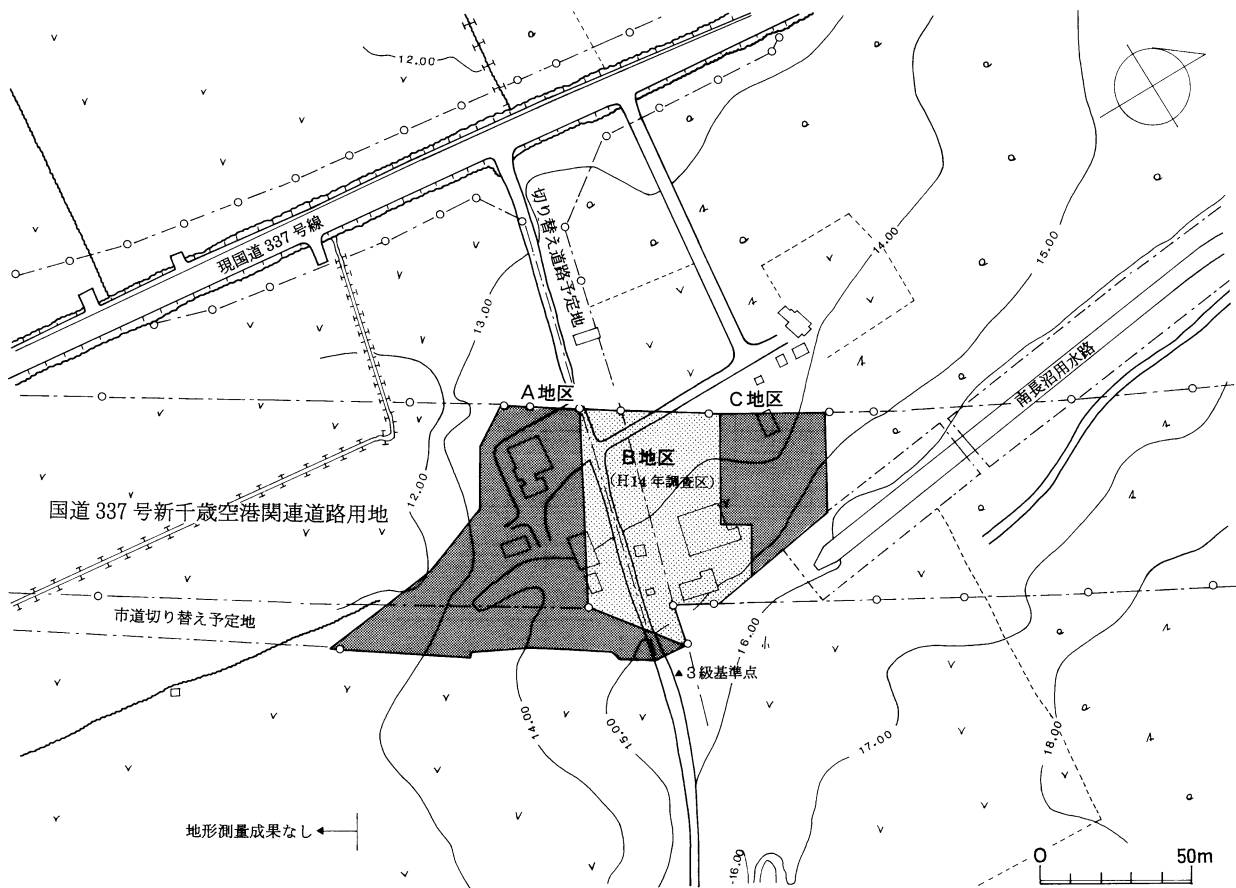 12.00
現国道337号線
切り替え道路予定地
13.00
14.00
15.00
南長沼用水路
A地区
C地区
B地区
(H14年調査区)
12.00
国道337号新千歳空港関連道路用地
市道切り替え予定地
16.00
▲3級基準点
14.00
15.00
17.00
18.00
地形測量成果なし
-16.00
0 50m